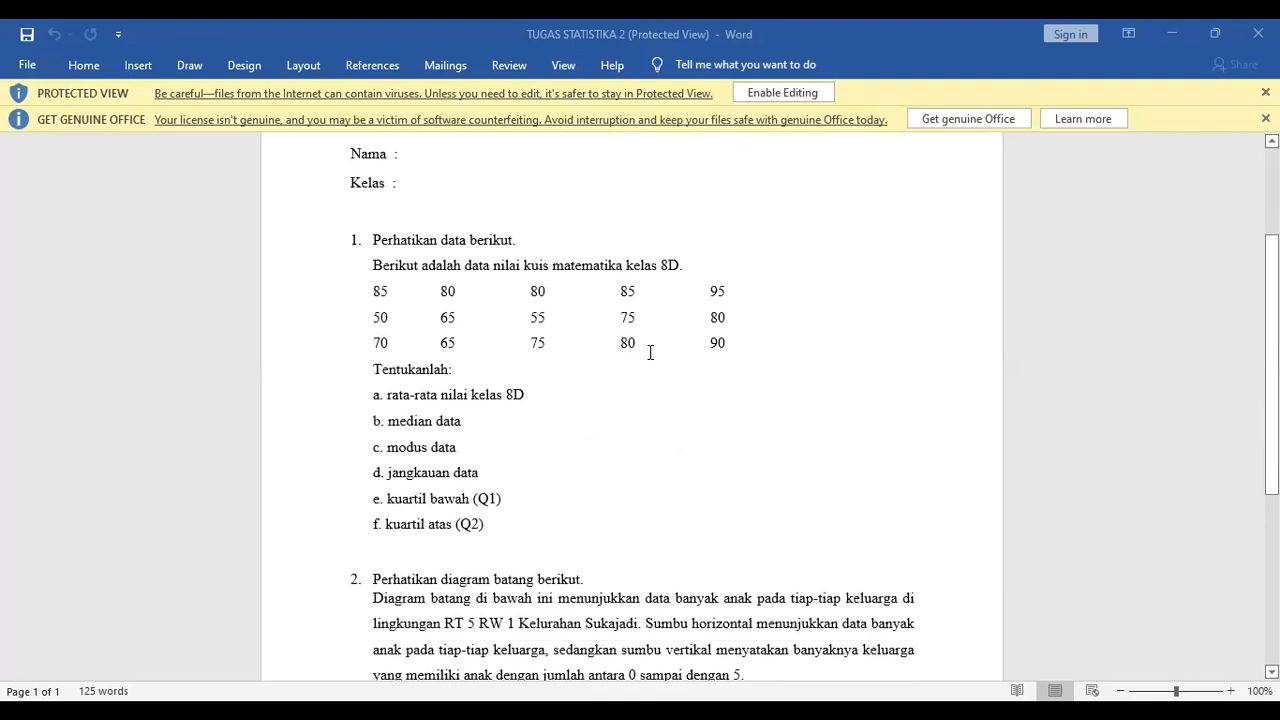 TUGAS STATISTIKA 2 (Protected View) - Word
Sign in
File Home Insert Draw Design Layout References Mailings Review View Help Tell me what you want to do Share
PROTECTED VIEW Be careful—files from the Internet can contain viruses. Unless you need to edit, it's safer to stay in Protected View. Enable Editing
GET GENUINE OFFICE Your license isn't genuine, and you may be a victim of software counterfeiting. Avoid interruption and keep your files safe with genuine Office today. Get genuine Office Learn more
Nama :
Kelas :
1. Perhatikan data berikut.
Berikut adalah data nilai kuis matematika kelas 8D.
85 80 80 85 95
50 65 55 75 80
70 65 75 80 90
Tentukanlah:
a. rata-rata nilai kelas 8D
b. median data
c. modus data
d. jangkauan data
e. kuartil bawah (Q1)
f. kuartil atas (Q2)
2. Perhatikan diagram batang berikut.
Diagram batang di bawah ini menunjukkan data banyak anak pada tiap-tiap keluarga di
lingkungan RT 5 RW 1 Kelurahan Sukajadi. Sumbu horizontal menunjukkan data banyak
anak pada tiap-tiap keluarga, sedangkan sumbu vertikal menyatakan banyaknya keluarga
yang memiliki anak dengan jumlah antara 0 sampai dengan 5.
Page 1 of 1 125 words 100%